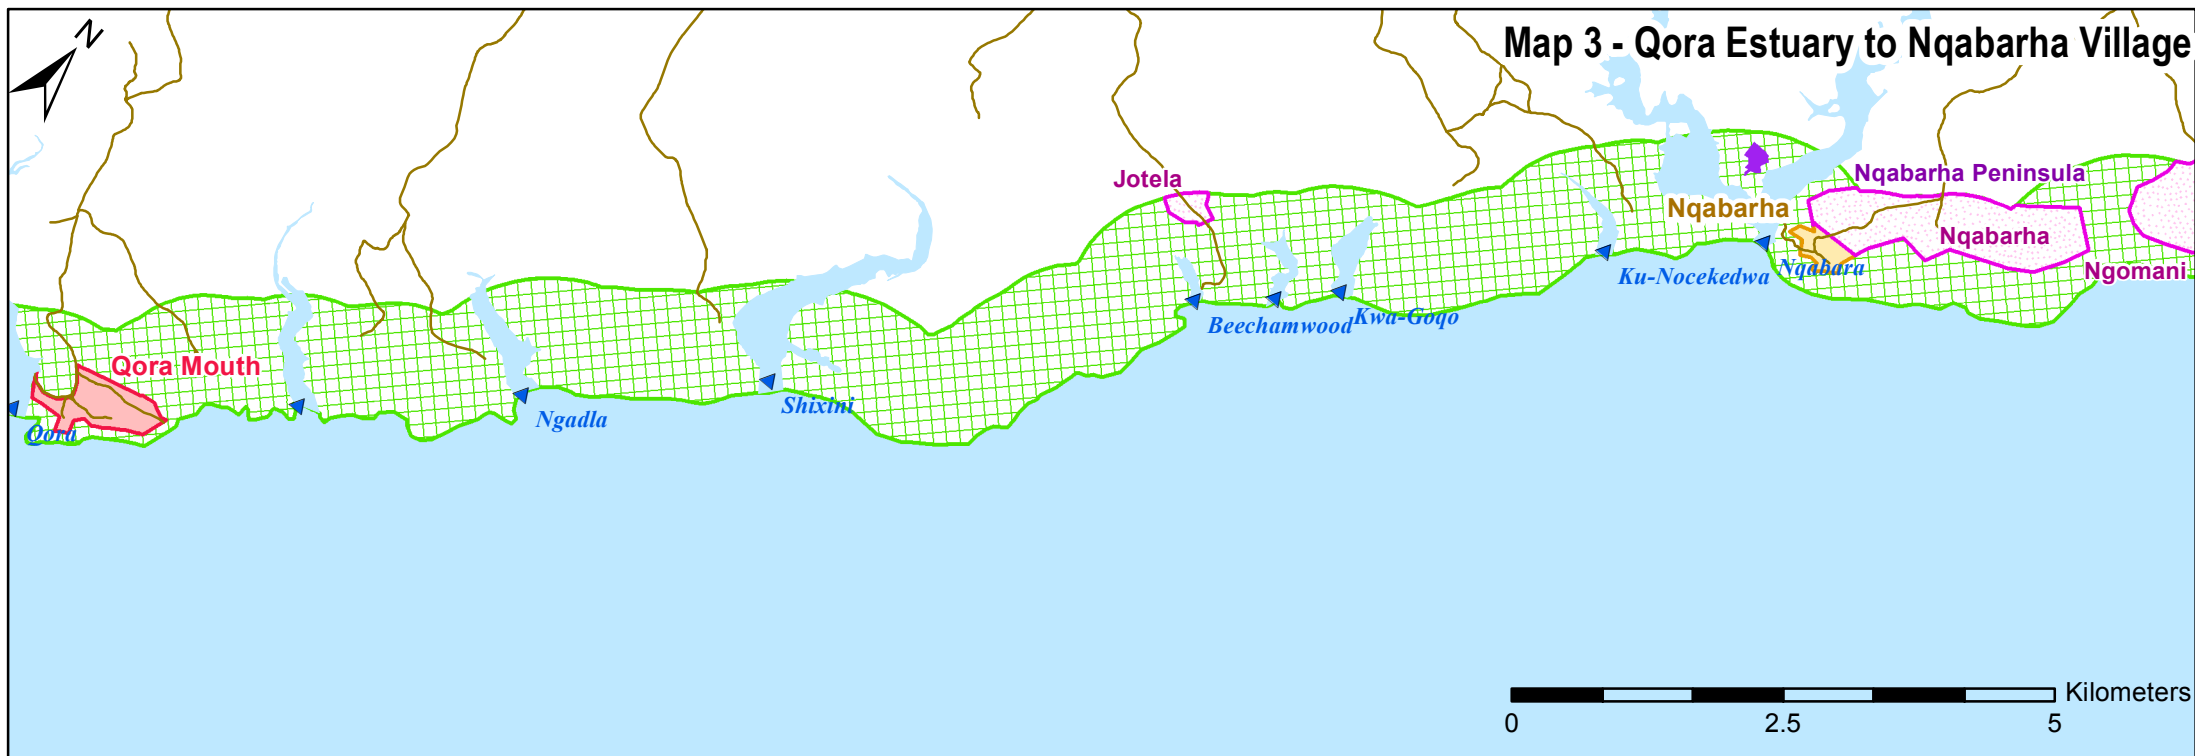 N
Map 3 - Qora Estuary to Nqabarha Village
Jotela
Nqabarha Peninsula
Nqabarha
Nqabarha
Ngomani
Ku-Nocekedwa
Nqabara
Beechamwood
Kwa-Goqo
Qora Mouth
Qora
Ngadla
Shixini
Kilometers
0
2.5
5